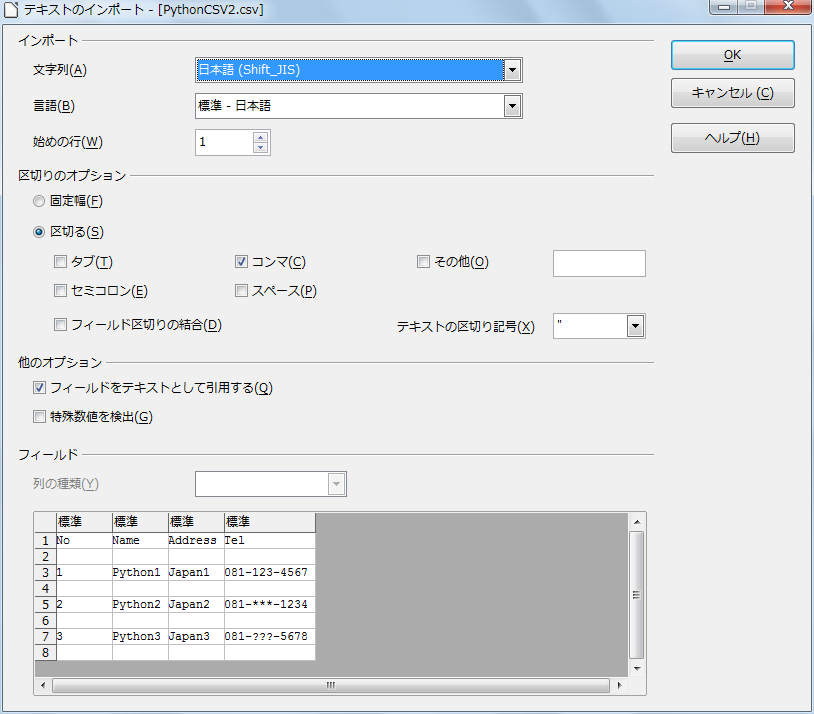 テキストのインポート - [PythonCSV2.csv]
インポート
文字列(A)
日本語 (Shift_JIS)
OK
キャンセル (C)
言語(B)
標準 - 日本語
始めの行(W)
1
ヘルプ(H)
区切りのオプション
固定幅(F)
区切る(S)
タブ(T)
コンマ(C)
その他(O)
セミコロン(E)
スペース(P)
フィールド区切りの結合(D)
テキストの区切り記号(X)
"
他のオプション
フィールドをテキストとして引用する(Q)
特殊数値を検出(G)
フィールド
列の種類(Y)
標準 標準 標準 標準
1 No Name Address Tel
2
3 1 Python1 Japan1 081-123-4567
4
5 2 Python2 Japan2 081-***-1234
6
7 3 Python3 Japan3 081-???-5678
8